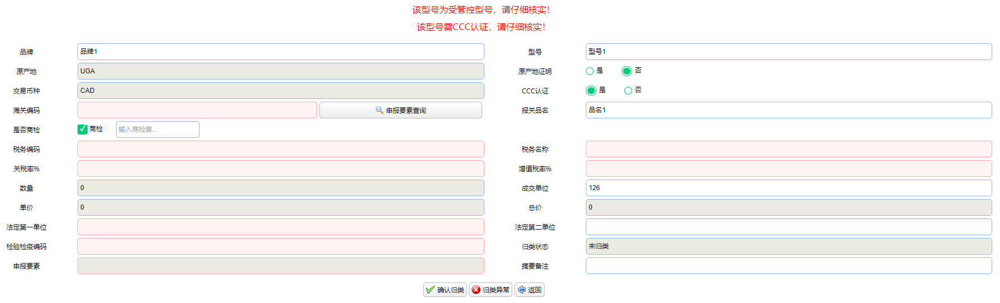 该型号为受管控型号，请仔细核实！
该型号需CCC认证，请仔细核实！
品牌 品牌1 型号 型号1
原产地 UGA 原产地证明 是 否
交易币种 CAD CCC认证 是 否
海关编码 申报要素查询 报关品名 品名1
是否商检 商检 输入商检费...
税务编码 税务名称
关税率% 增值税率%
数量 0 成交单位 126
单价 0 总价 0
法定第一单位 法定第二单位
检验检疫编码 归类状态 未归类
申报要素 摘要备注
确认归类 归类异常 返回